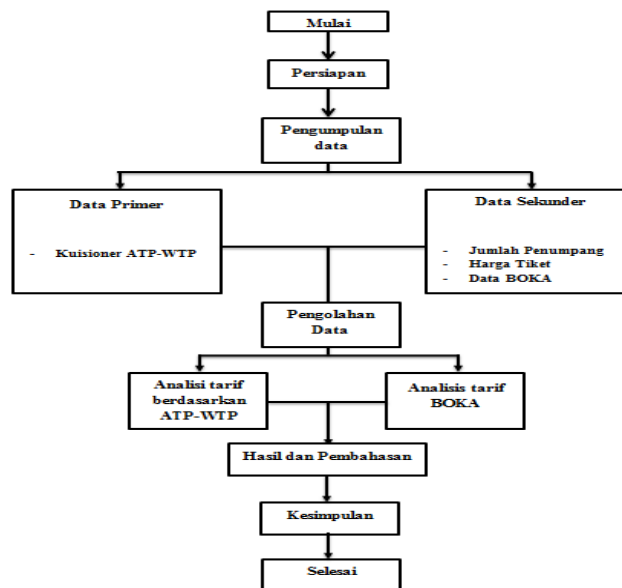 Mulai
Persiapan
Pengumpulan
data
Data Primer
- Kuisioner ATP-WTP
Data Sekunder
- Jumlah Penumpang
- Harga Tiket
- Data BOKA
Pengolahan
Data
Analisi tarif
berdasarkan
ATP-WTP
Analisis tarif
BOKA
Hasil dan Pembahasan
Kesimpulan
Selesai